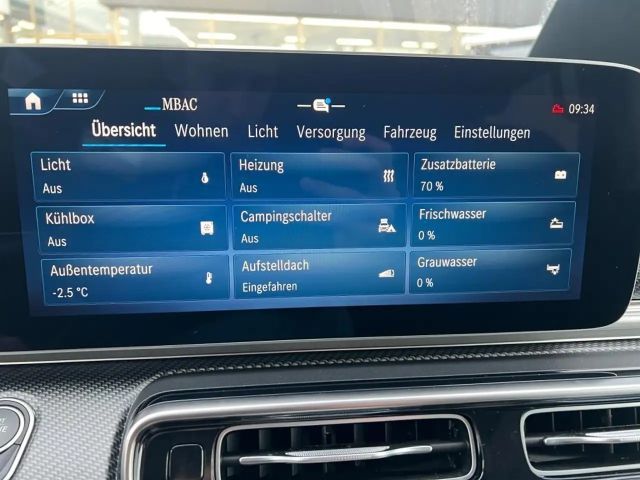 MBAC
09:34
Übersicht Wohnen Licht Versorgung Fahrzeug Einstellungen
Licht
Aus
Heizung
Aus
Zusatzbatterie
70 %
Kühlbox
Aus
Campingschalter
Aus
Frischwasser
0 %
Außentemperatur
-2.5 °C
Aufstelldach
Eingefahren
Grauwasser
0 %